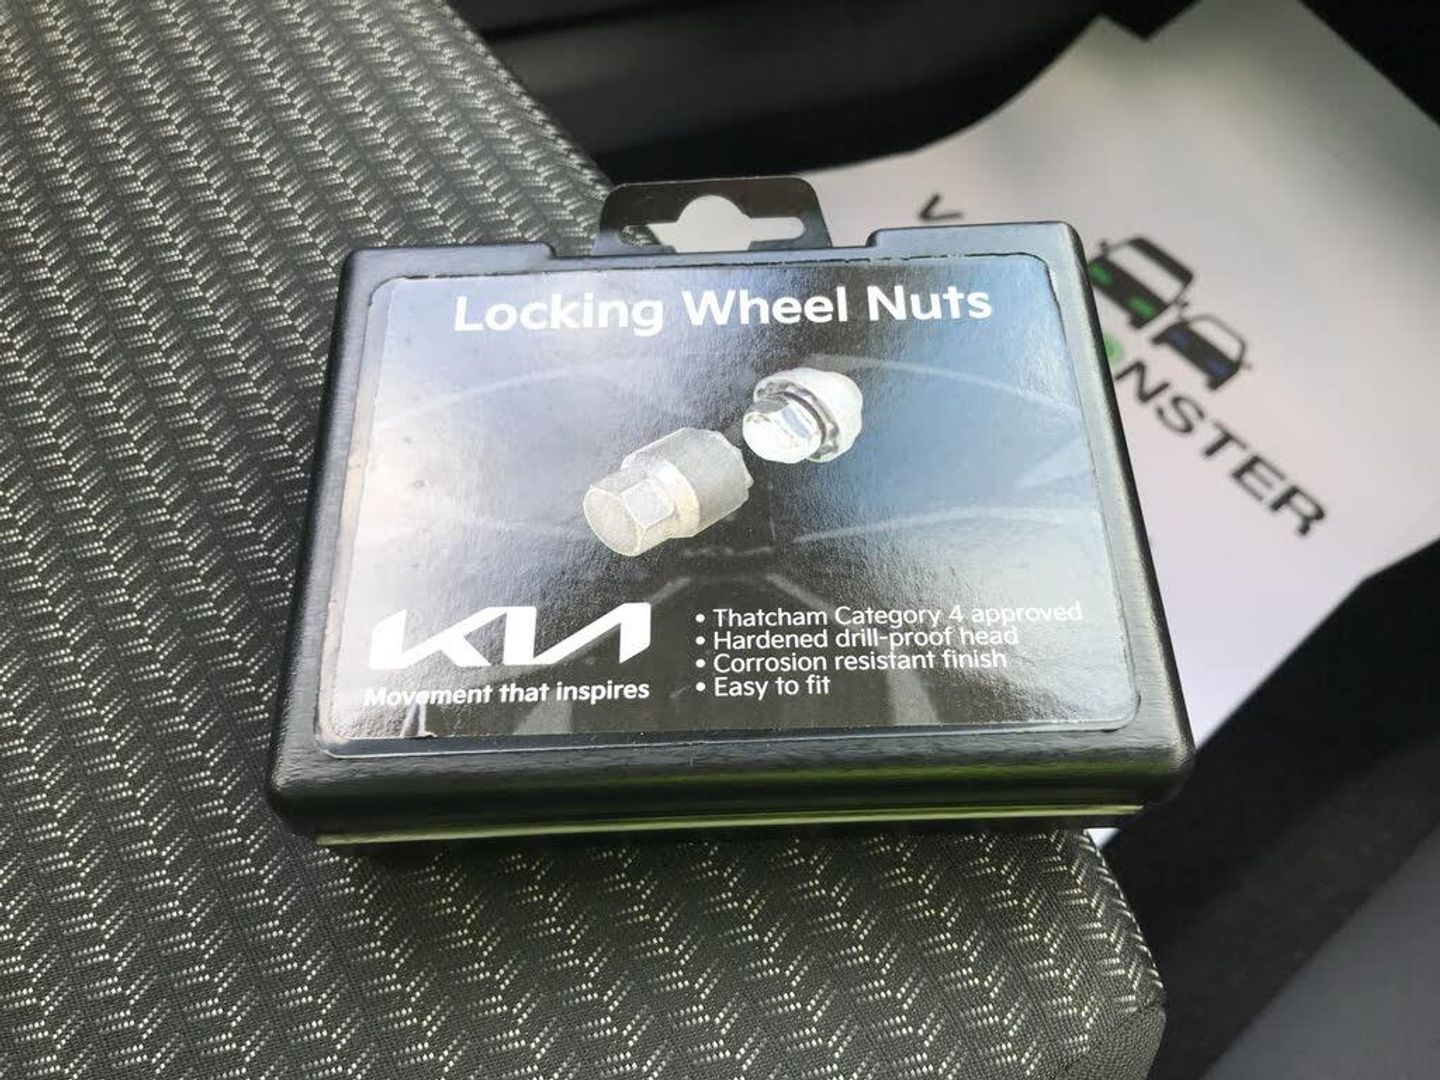 Locking Wheel Nuts
KIA
Movement that inspires
• Thatcham Category 4 approved
• Hardened drill-proof head
• Corrosion resistant finish
• Easy to fit
NSTER